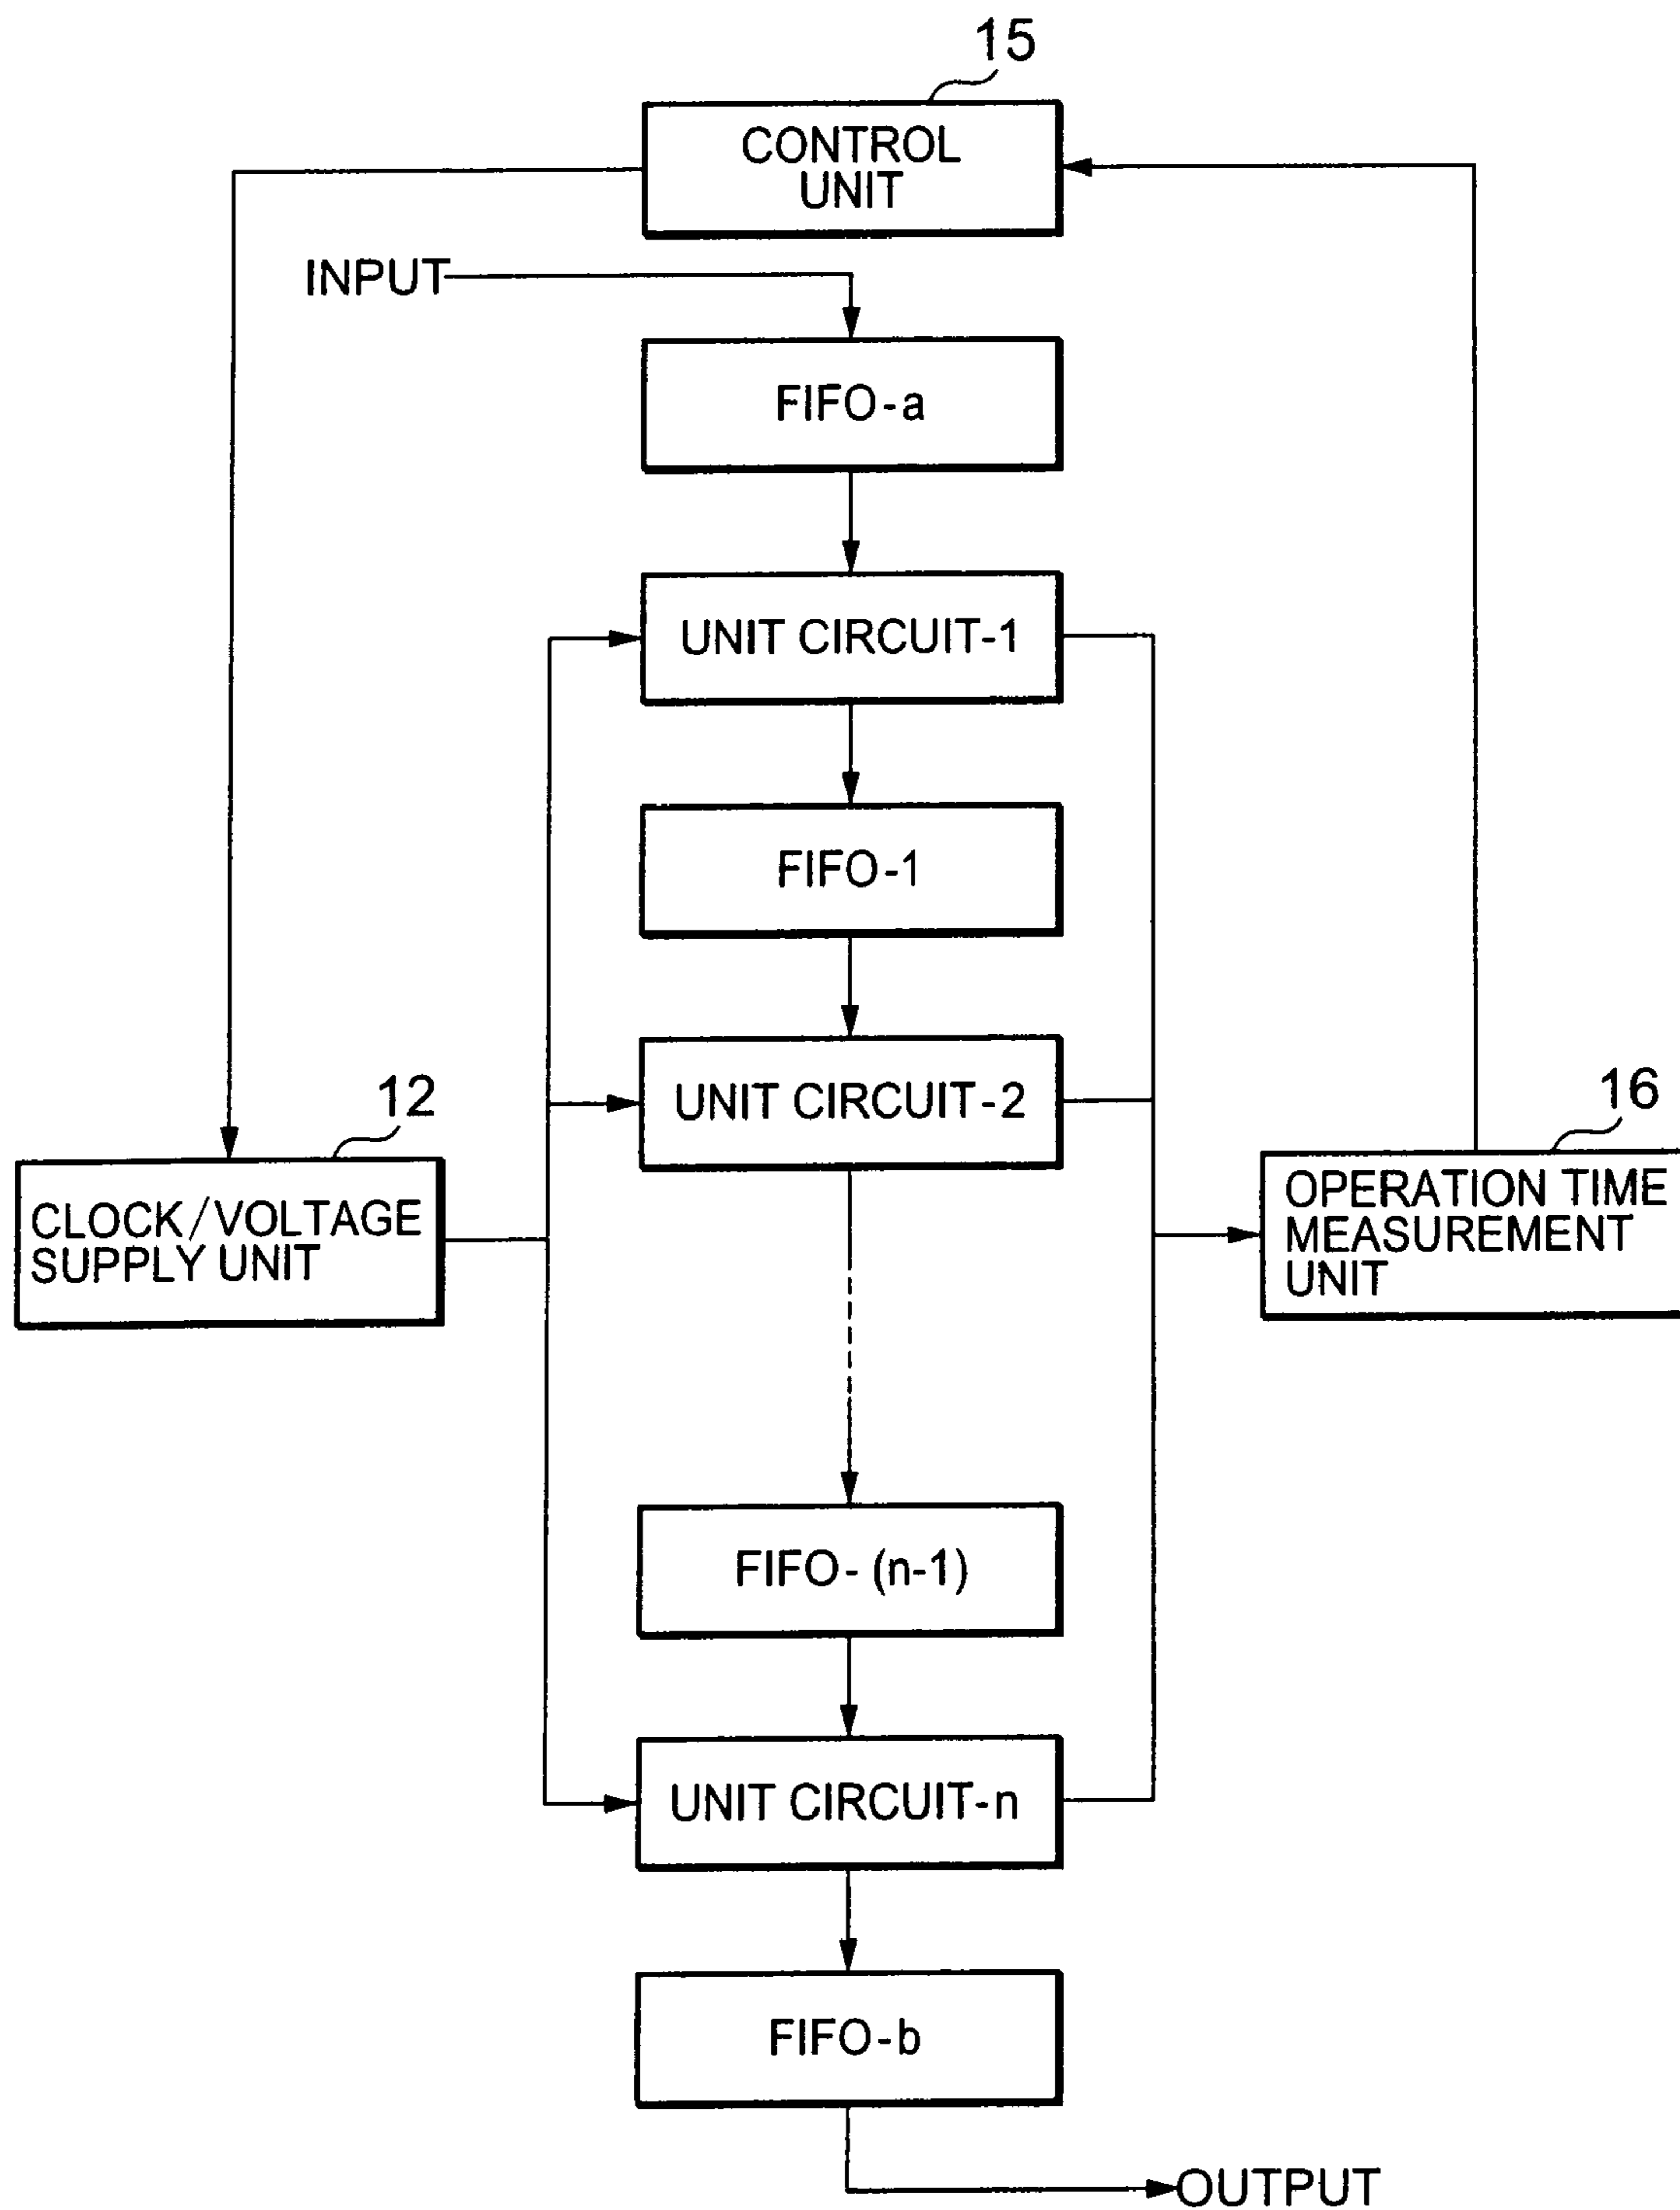 15
CONTROL
UNIT
INPUT
FIFO-a
UNIT CIRCUIT-1
FIFO-1
UNIT CIRCUIT-2
12
CLOCK/VOLTAGE
SUPPLY UNIT
16
OPERATION TIME
MEASUREMENT
UNIT
FIFO- (n-1)
UNIT CIRCUIT-n
FIFO-b
OUTPUT